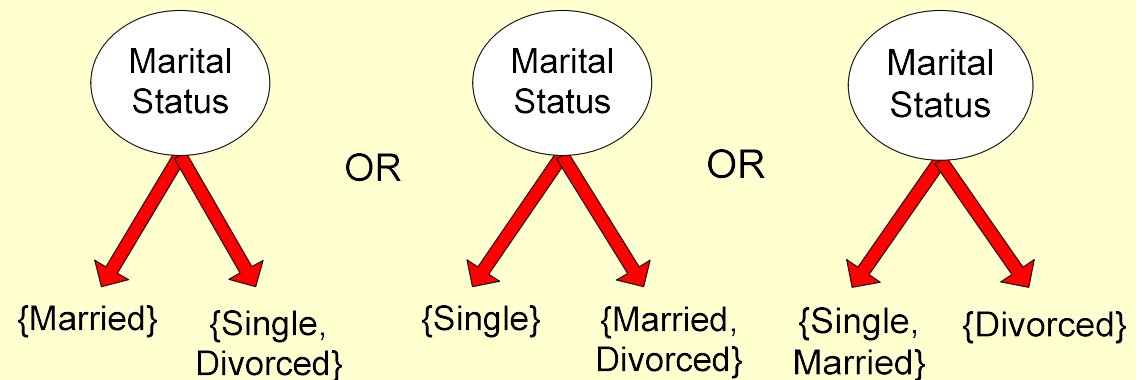 Marital
Status
OR
Marital
Status
OR
Marital
Status
{Married}
{Single,
Divorced}
{Single}
{Married,
Divorced}
{Single,
Married}
{Divorced}